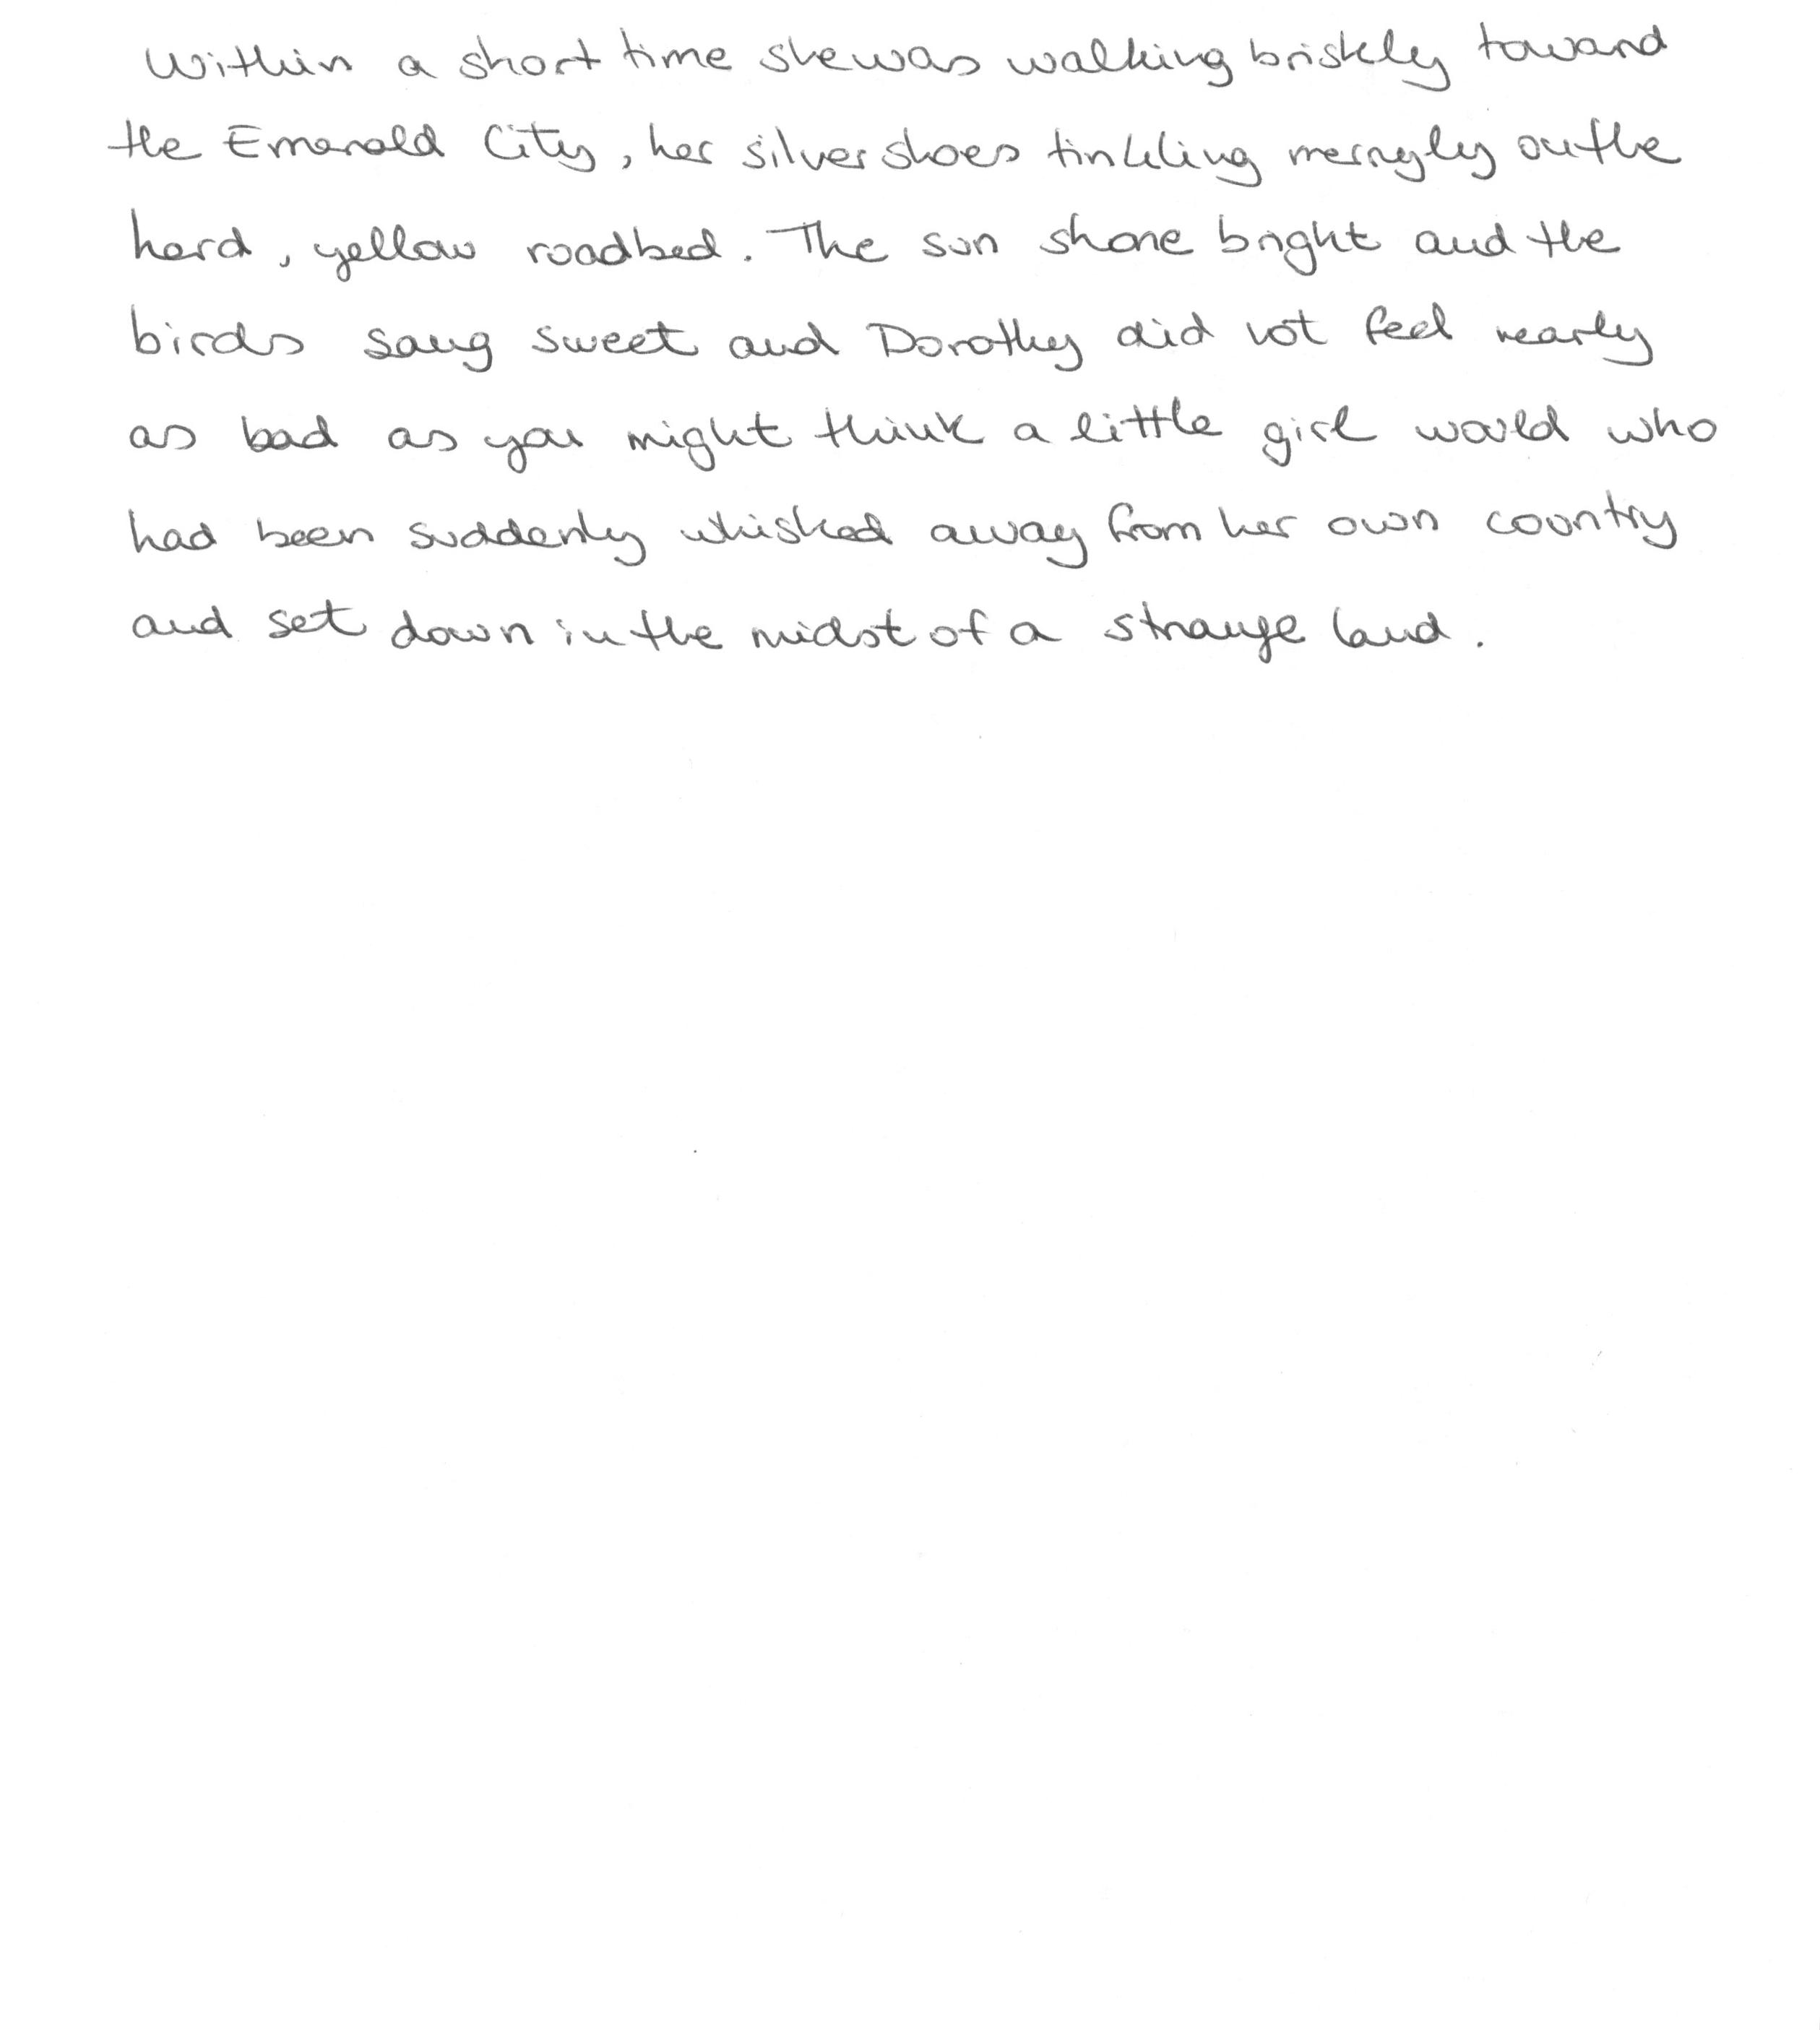 Within a short time she was walking briskly toward
the Emerald City, her silver shoes tinkling merryly on the
hard, yellow roadbed. The sun shone bright and the
birds sang sweet and Dorothy did not feel nearly
as bad as you might think a little girl would who
had been suddenly whisked away from her own country
and set down in the midst of a strange land.